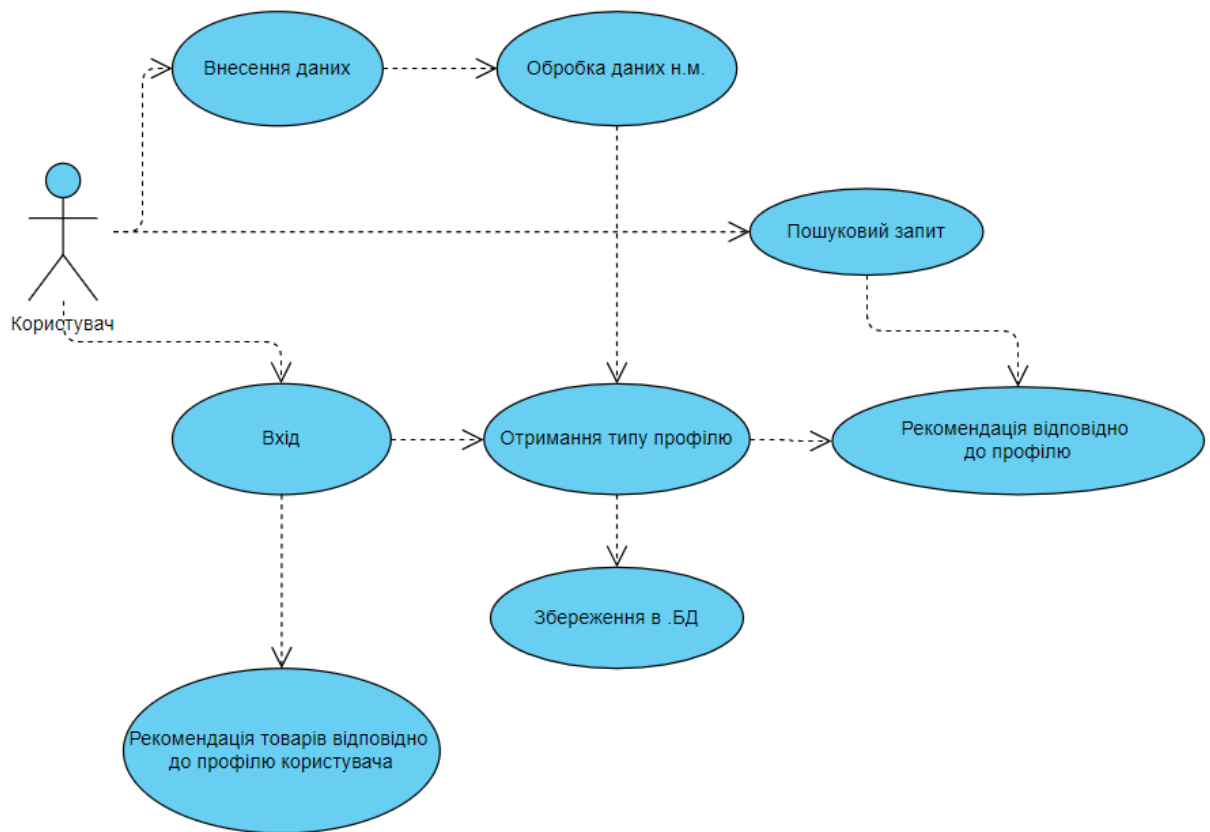 Внесення даних
Обробка даних н.м.
Пошуковий запит
Користувач
Вхід
Отримання типу профілю
Рекомендація відповідно
до профілю
Збереження в .БД
Рекомендація товарів відповідно
до профілю користувача